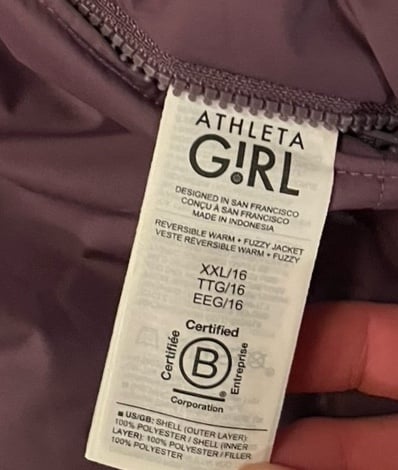 ATHLETA
G!RL
DESIGNED IN SAN FRANCISCO
CONÇU À SAN FRANCISCO
MADE IN INDONESIA
REVERSIBLE WARM + FUZZY JACKET
VESTE REVERSIBLE WARM + FUZZY
XXL/16
TTG/16
EEG/16
Certified
Certifiée
B
Entreprise
Corporation
■ US/GB: SHELL (OUTER LAYER):
100% POLYESTER / SHELL (INNER
LAYER): 100% POLYESTER / FILLER
100% POLYESTER